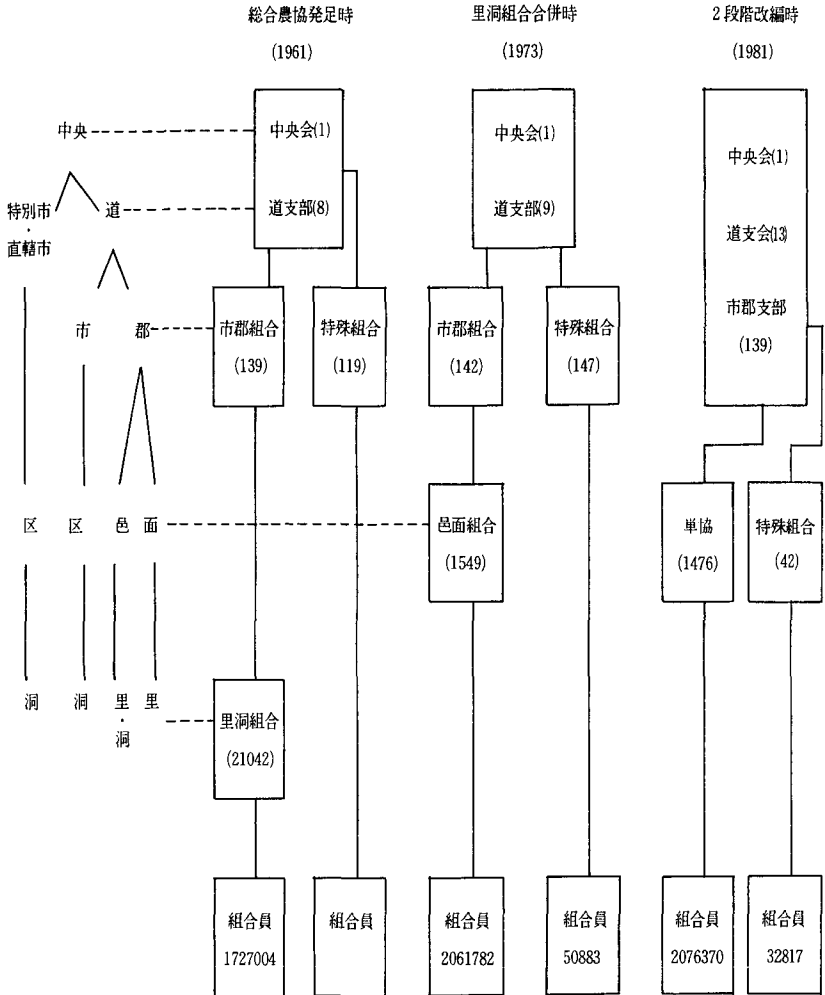 総合農協発足時
(1961)
里洞組合合併時
(1973)
2段階改編時
(1981)
中央
特別市・直轄市
道
市
郡
区
区
邑
面
洞
洞
里・洞
里
中央会(1)
道支部(8)
市郡組合
(139)
特殊組合
(119)
里洞組合
(21042)
組合員
1727004
組合員
中央会(1)
道支部(9)
市郡組合
(142)
特殊組合
(147)
邑面組合
(1549)
組合員
2061782
組合員
50883
中央会(1)
道支会(13)
市郡支部
(139)
単協
(1476)
特殊組合
(42)
組合員
2076370
組合員
32817